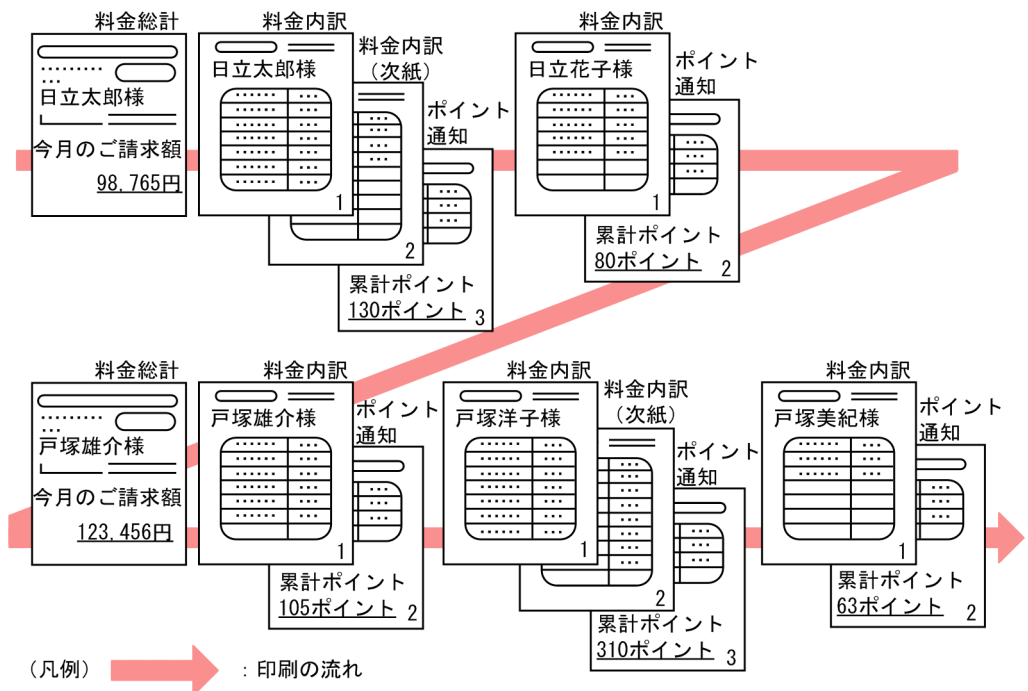 料金総計
日立太郎様
今月のご請求額
98,765円
料金内訳
日立太郎様
1
料金内訳
(次紙)
2
ポイント
通知
累計ポイント
130ポイント
3
料金内訳
日立花子様
1
ポイント
通知
累計ポイント
80ポイント
2
料金総計
戸塚雄介様
今月のご請求額
123,456円
料金内訳
戸塚雄介様
1
ポイント
通知
累計ポイント
105ポイント
2
料金内訳
戸塚洋子様
1
料金内訳
(次紙)
2
ポイント
通知
累計ポイント
310ポイント
3
料金内訳
戸塚美紀様
1
ポイント
通知
累計ポイント
63ポイント
2
(凡例) :印刷の流れ